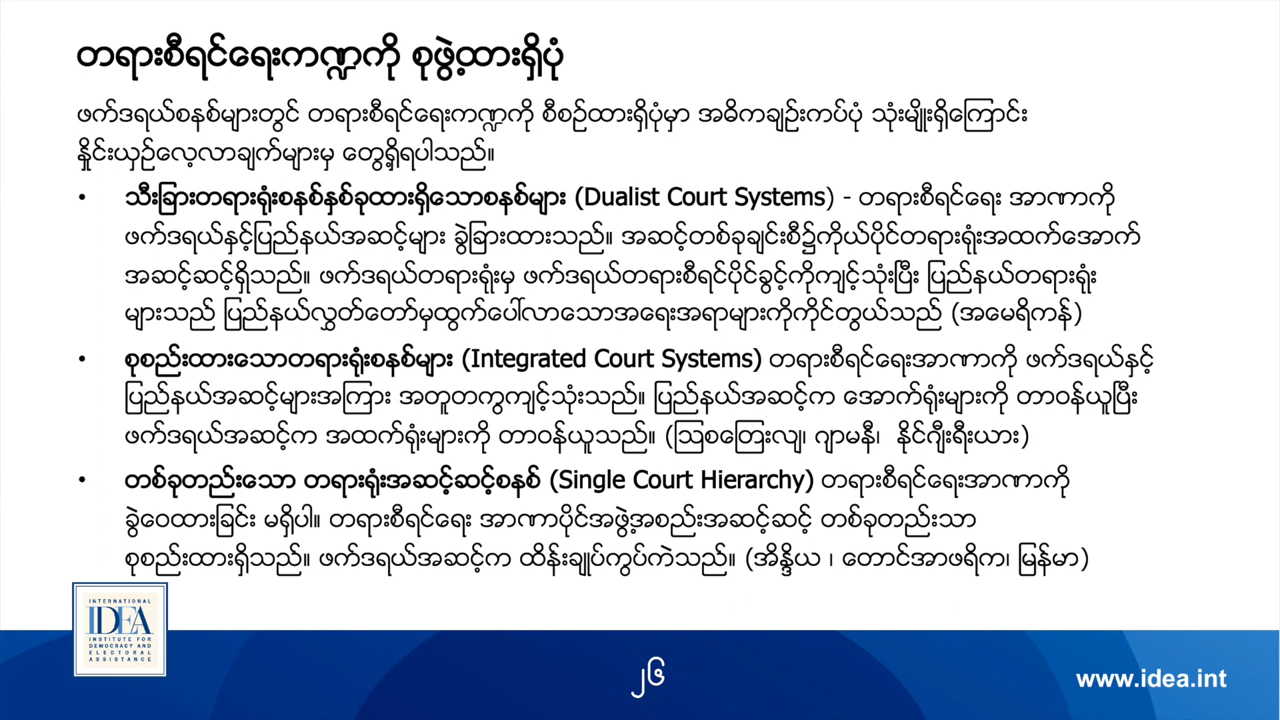 တရားစီရင်ရေးကဏ္ဍကို စုဖွဲ့ထားရှိပုံ
ဖက်ဒရယ်စနစ်များတွင် တရားစီရင်ရေးကဏ္ဍကို စီစဉ်ထားရှိပုံမှာ အဓိကချဉ်းကပ်ပုံ သုံးမျိုးရှိကြောင်း
နှိုင်းယှဉ်လေ့လာချက်များမှ တွေ့ရှိရပါသည်။
• သီးခြားတရားရုံးစနစ်နှစ်ခုထားရှိသောစနစ်များ (Dualist Court Systems) - တရားစီရင်ရေး အာဏာကို
ဖက်ဒရယ်နှင့်ပြည်နယ်အဆင့်များ ခွဲခြားထားသည်။ အဆင့်တစ်ခုချင်းစီ၌ကိုယ်ပိုင်တရားရုံးအထက်အောက်
အဆင့်ဆင့်ရှိသည်။ ဖက်ဒရယ်တရားရုံးမှ ဖက်ဒရယ်တရားစီရင်ပိုင်ခွင့်ကိုကျင့်သုံးပြီး ပြည်နယ်တရားရုံး
များသည် ပြည်နယ်လွှတ်တော်မှထွက်ပေါ်လာသောအရေးအရာများကိုကိုင်တွယ်သည် (အမေရိကန်)
• စုစည်းထားသောတရားရုံးစနစ်များ (Integrated Court Systems) တရားစီရင်ရေးအာဏာကို ဖက်ဒရယ်နှင့်
ပြည်နယ်အဆင့်များအကြား အတူတကွကျင့်သုံးသည်။ ပြည်နယ်အဆင့်က အောက်ရုံးများကို တာဝန်ယူပြီး
ဖက်ဒရယ်အဆင့်က အထက်ရုံးများကို တာဝန်ယူသည်။ (ဩစတြေးလျ၊ ဂျာမနီ၊ နိုင်ဂျီးရီးယား)
• တစ်ခုတည်းသော တရားရုံးအဆင့်ဆင့်စနစ် (Single Court Hierarchy) တရားစီရင်ရေးအာဏာကို
ခွဲဝေထားခြင်း မရှိပါ။ တရားစီရင်ရေး အာဏာပိုင်အဖွဲ့အစည်းအဆင့်ဆင့် တစ်ခုတည်းသာ
စုစည်းထားရှိသည်။ ဖက်ဒရယ်အဆင့်က ထိန်းချုပ်ကွပ်ကဲသည်။ (အိန္ဒိယ ၊ တောင်အာဖရိက၊ မြန်မာ)
INTERNATIONAL
IDEA
INSTITUTE FOR
DEMOCRACY AND
ELECTORAL
ASSISTANCE
၂၆
www.idea.int